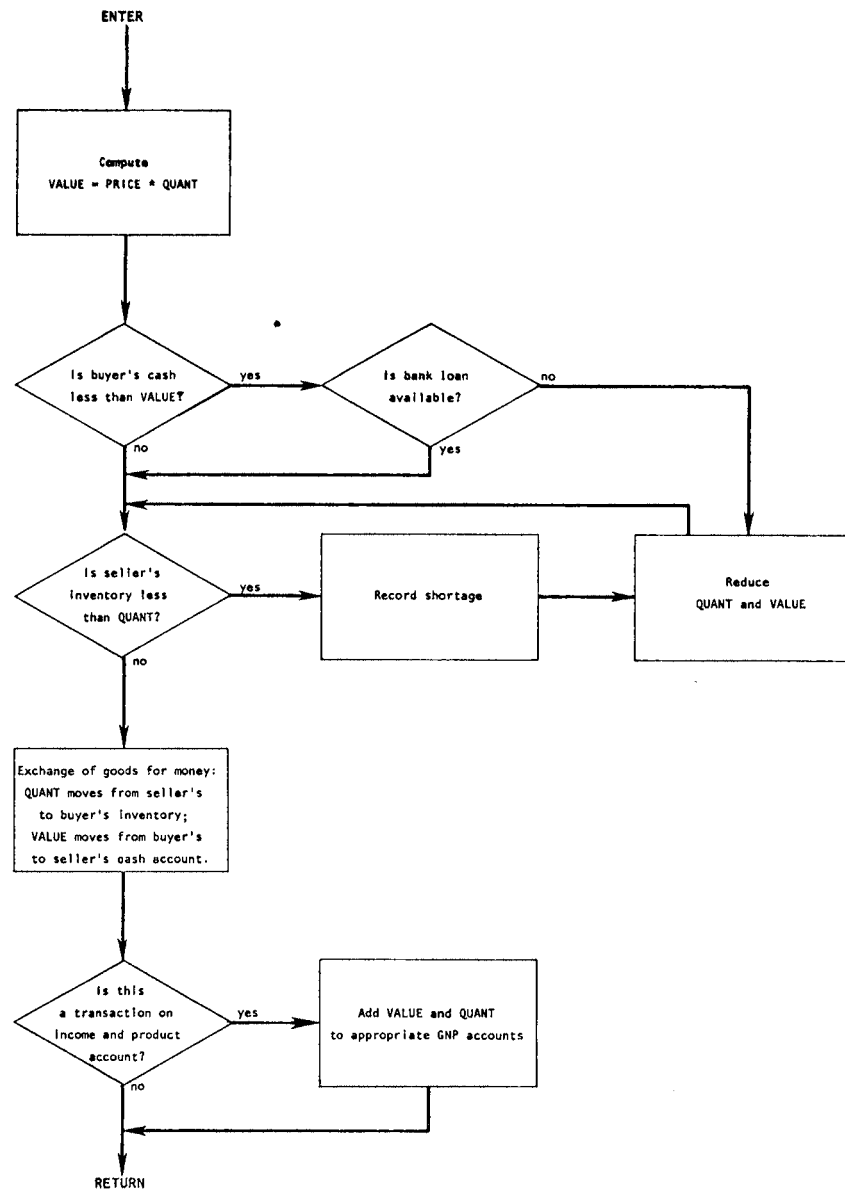 ENTER
Compute
VALUE = PRICE * QUANT
Is buyer's cash
less than VALUE?
yes
no
Is bank loan
available?
no
yes
Is seller's
inventory less
than QUANT?
yes
no
Record shortage
Reduce
QUANT and VALUE
Exchange of goods for money:
QUANT moves from seller's
to buyer's inventory;
VALUE moves from buyer's
to seller's cash account.
Is this
a transaction on
income and product
account?
yes
no
Add VALUE and QUANT
to appropriate GNP accounts
RETURN